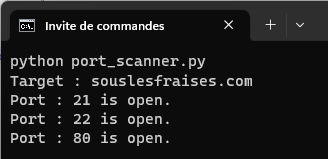 Invite de commandes
python port_scanner.py
Target : souslesfraises.com
Port : 21 is open.
Port : 22 is open.
Port : 80 is open.